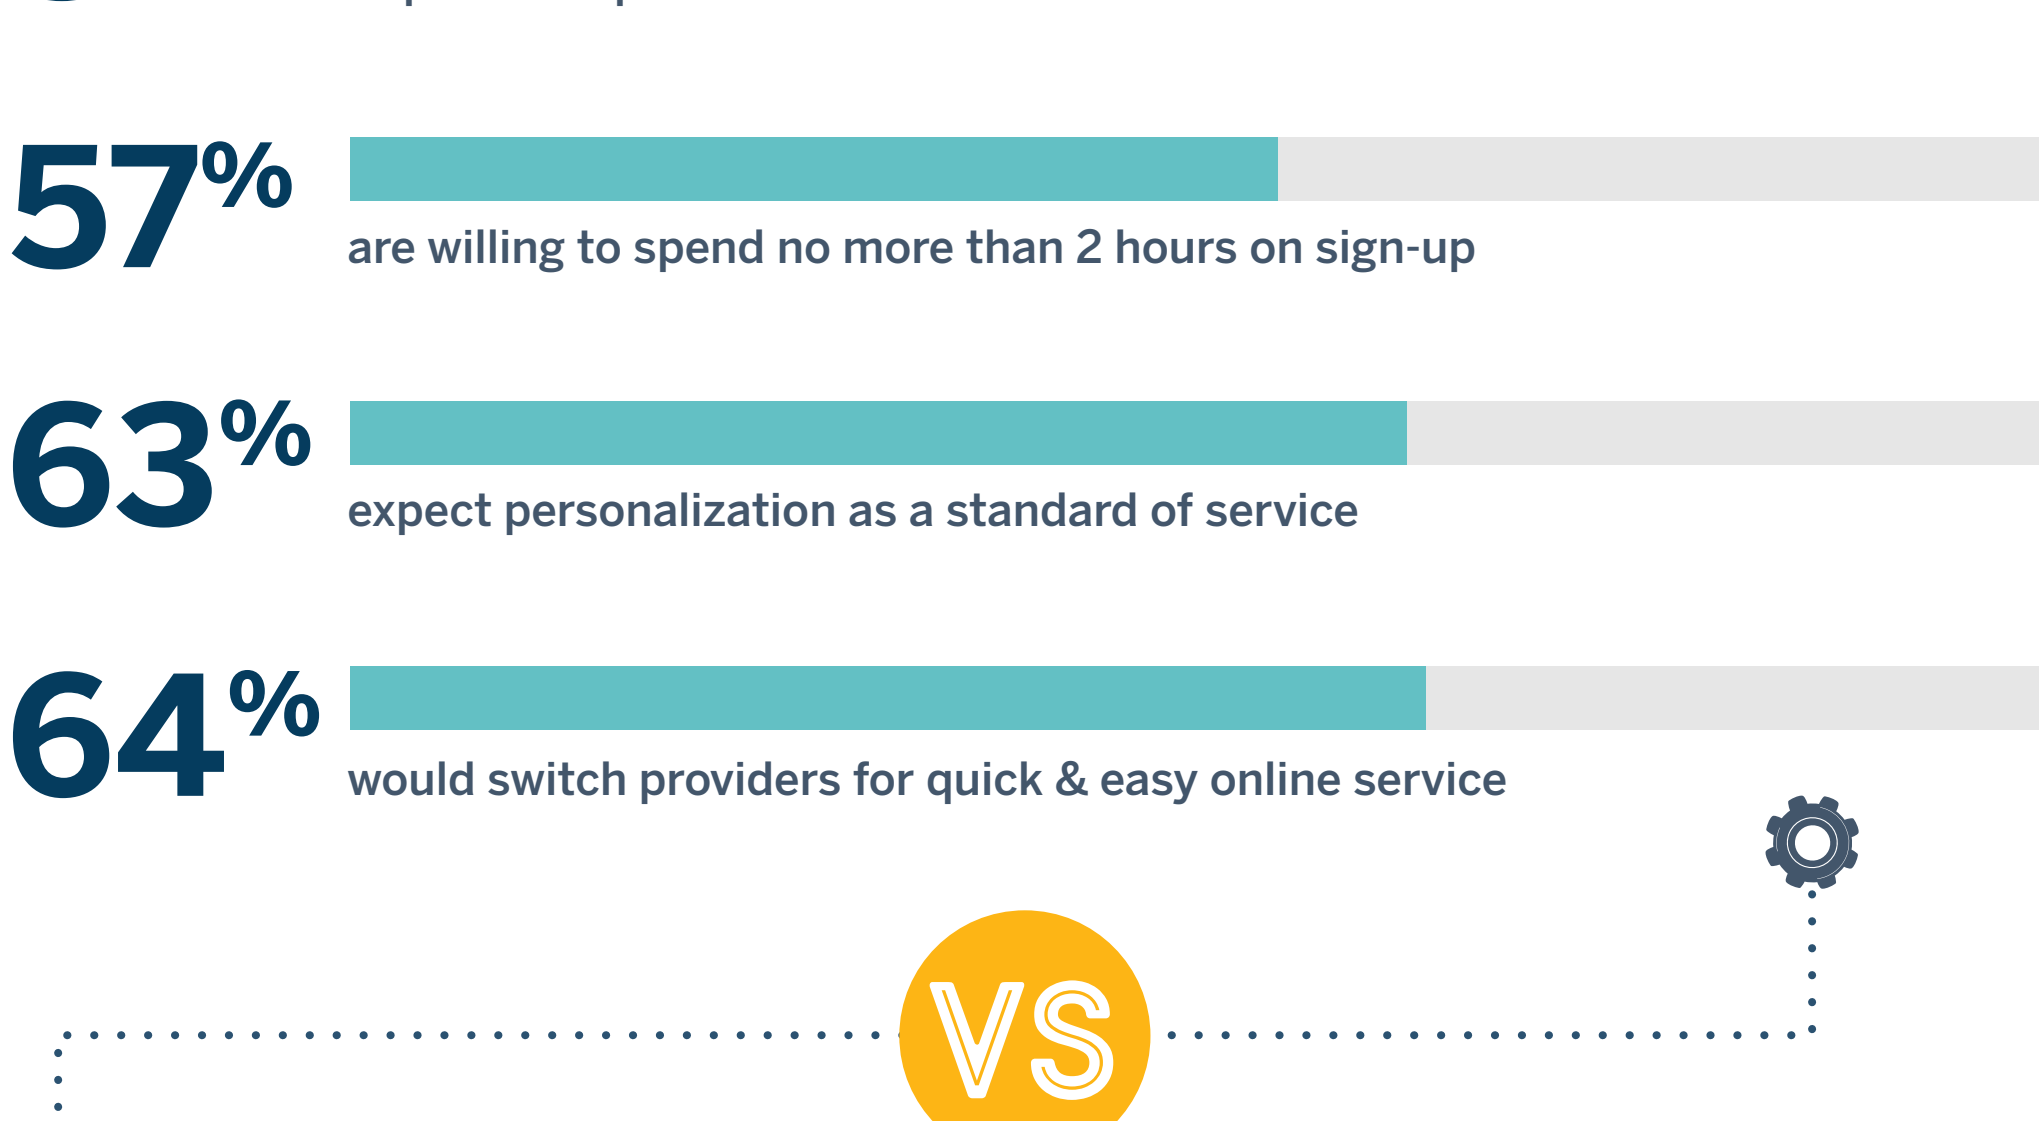 57%
are willing to spend no more than 2 hours on sign-up
63%
expect personalization as a standard of service
64%
would switch providers for quick & easy online service
VS